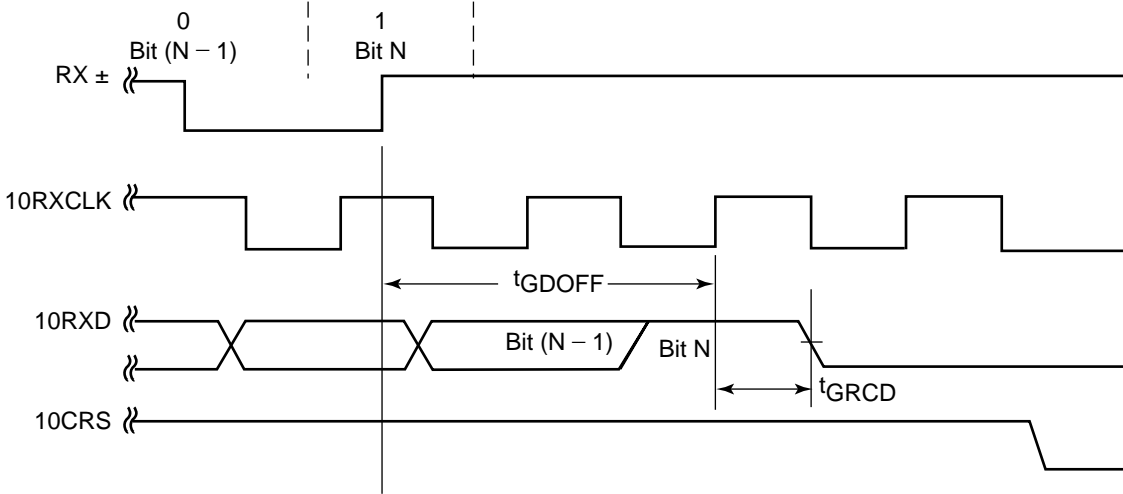 0
Bit (N – 1)
1
Bit N
RX ±
10RXCLK
tGDOFF
10RXD
Bit (N – 1)
Bit N
tGRCD
10CRS